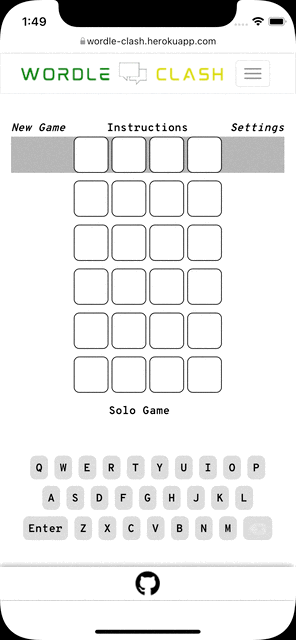 1:49
wordle-clash.herokuapp.com
WORDLE CLASH
New Game Instructions Settings
Solo Game
Q W E R T Y U I O P
A S D F G H J K L
Enter Z X C V B N M